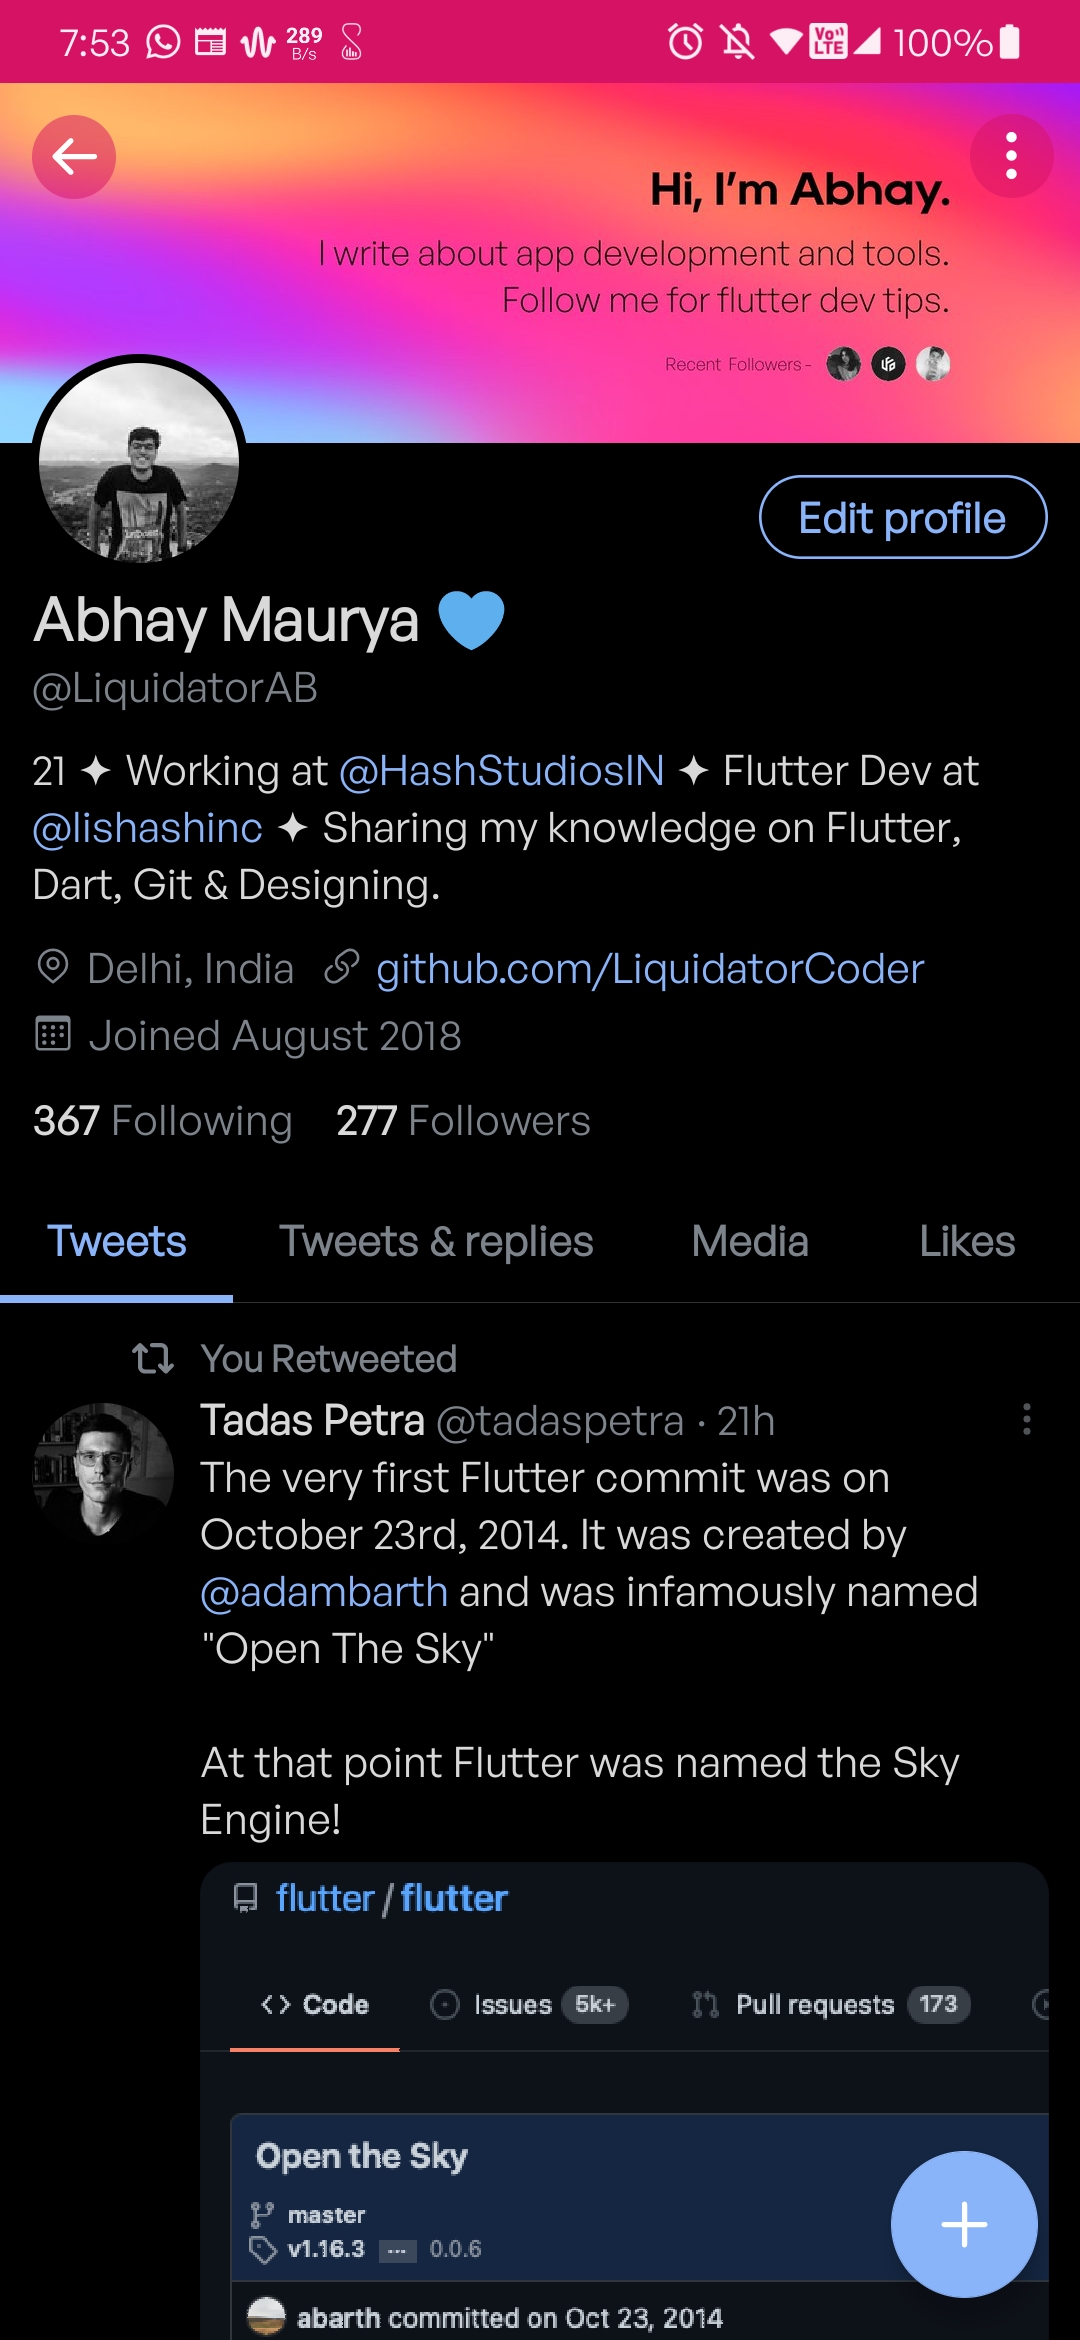 7:53 289 B/s Vo LTE 100%
Hi, I'm Abhay.
I write about app development and tools.
Follow me for flutter dev tips.
Recent Followers -
Edit profile
Abhay Maurya 💙
@LiquidatorAB
21 ✦ Working at @HashStudiosIN ✦ Flutter Dev at
@lishashinc ✦ Sharing my knowledge on Flutter,
Dart, Git & Designing.
Delhi, India github.com/LiquidatorCoder
Joined August 2018
367 Following 277 Followers
Tweets Tweets & replies Media Likes
You Retweeted
Tadas Petra @tadaspetra · 21h
The very first Flutter commit was on
October 23rd, 2014. It was created by
@adambarth and was infamously named
"Open The Sky"
At that point Flutter was named the Sky
Engine!
flutter / flutter
<> Code Issues 5k+ Pull requests 173
Open the Sky
master
v1.16.3 ... 0.0.6
abarth committed on Oct 23, 2014